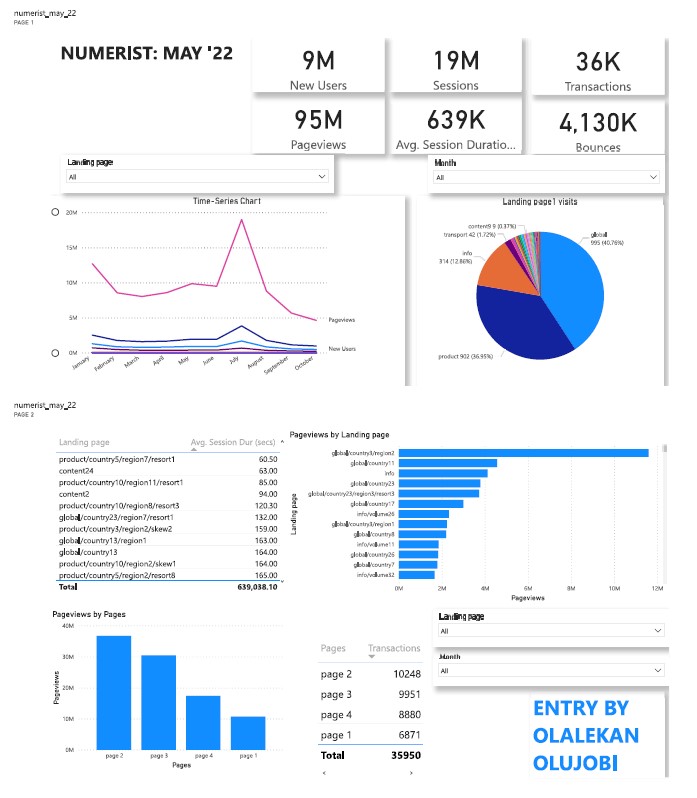 numerist_may_22
PAGE 1
NUMERIST: MAY '22
9M
New Users
19M
Sessions
36K
Transactions
95M
Pageviews
639K
Avg. Session Duratio...
4,130K
Bounces
Landing page
All
Month
All
Time-Series Chart
20M
15M
10M
5M
0M
Pageviews
New Users
January
February
March
April
May
June
July
August
September
October
Landing page1 visits
content9 9 (0.37%)
transport 42 (1.72%)
info
314 (12.86%)
global
995 (40.76%)
product 902 (36.95%)
numerist_may_22
PAGE 2
Landing page Avg. Session Dur (secs)
product/country5/region7/resort1 60.50
content24 63.00
product/country10/region11/resort1 85.00
content2 94.00
product/country10/region8/resort3 120.30
global/country23/region7/resort1 132.00
product/country3/region2/skew2 159.00
global/country13/region1 163.00
global/country13 164.00
product/country10/region2/skew1 164.00
product/country5/region2/resort8 165.00
Total 639,038.10
Pageviews by Landing page
Landing page
global/country3/region2
global/country11
info
global/country23
global/country23/region3/resort3
global/country17
info/volume26
global/country3/region1
global/country8
info/volume11
global/country26
global/country7
info/volume32
0M 2M 4M 6M 8M 10M 12M
Pageviews
Pageviews by Pages
Pageviews
40M
30M
20M
10M
0M
page 2 page 3 page 4 page 1
Pages
Pages Transactions
page 2 10248
page 3 9951
page 4 8880
page 1 6871
Total 35950
Landing page
All
Month
All
ENTRY BY
OLALEKAN
OLUJOBI